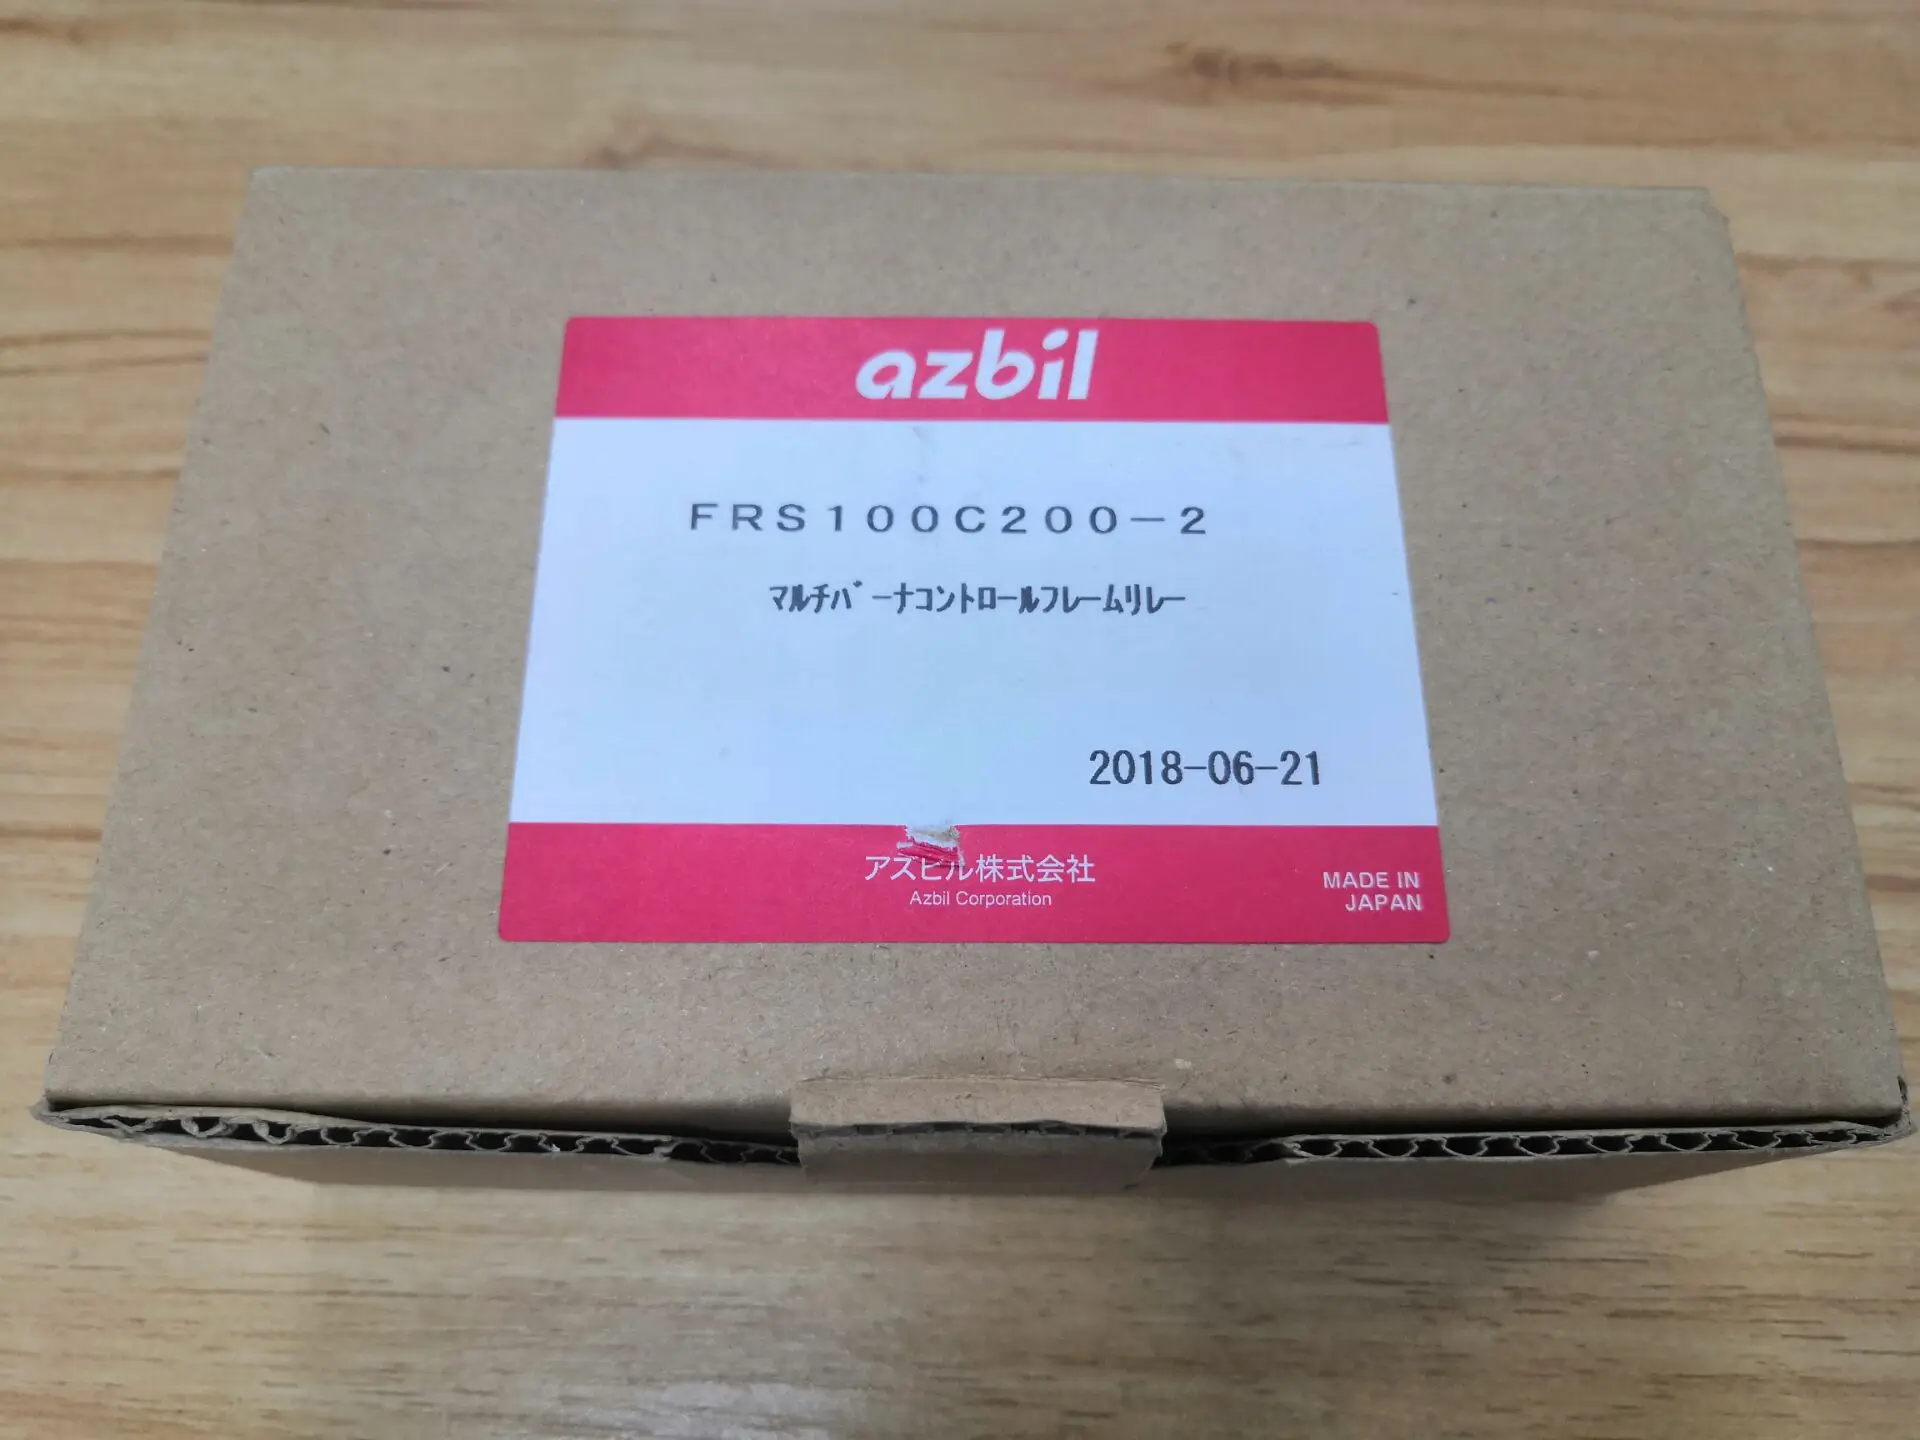 azbil
ＦＲＳ１００Ｃ２００－２
ﾏﾙﾁﾊﾞｰﾅｺﾝﾄﾛｰﾙﾌﾚｰﾑﾘﾚｰ
2018-06-21
アズビル株式会社
Azbil Corporation
MADE IN
JAPAN